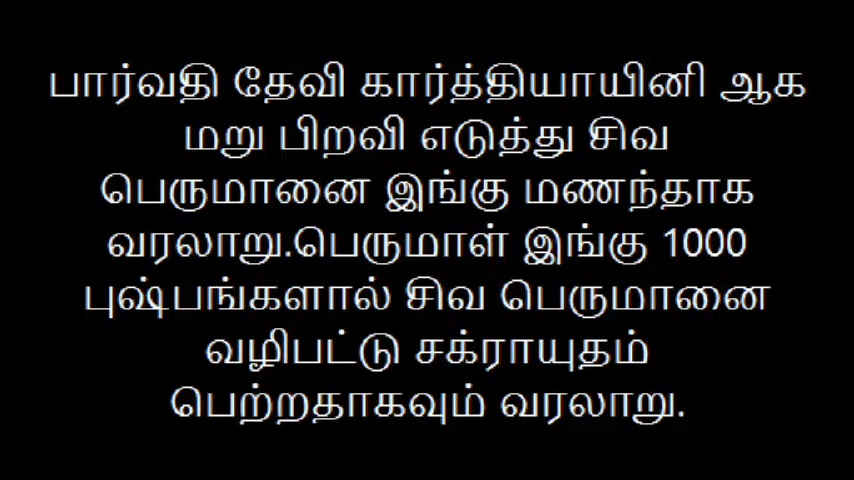 பார்வதி தேவி கார்த்தியாயினி ஆக
மறு பிறவி எடுத்து சிவ
பெருமானை இங்கு மணந்தாக
வரலாறு.பெருமாள் இங்கு 1000
புஷ்பங்களால் சிவ பெருமானை
வழிபட்டு சக்ராயுதம்
பெற்றதாகவும் வரலாறு.